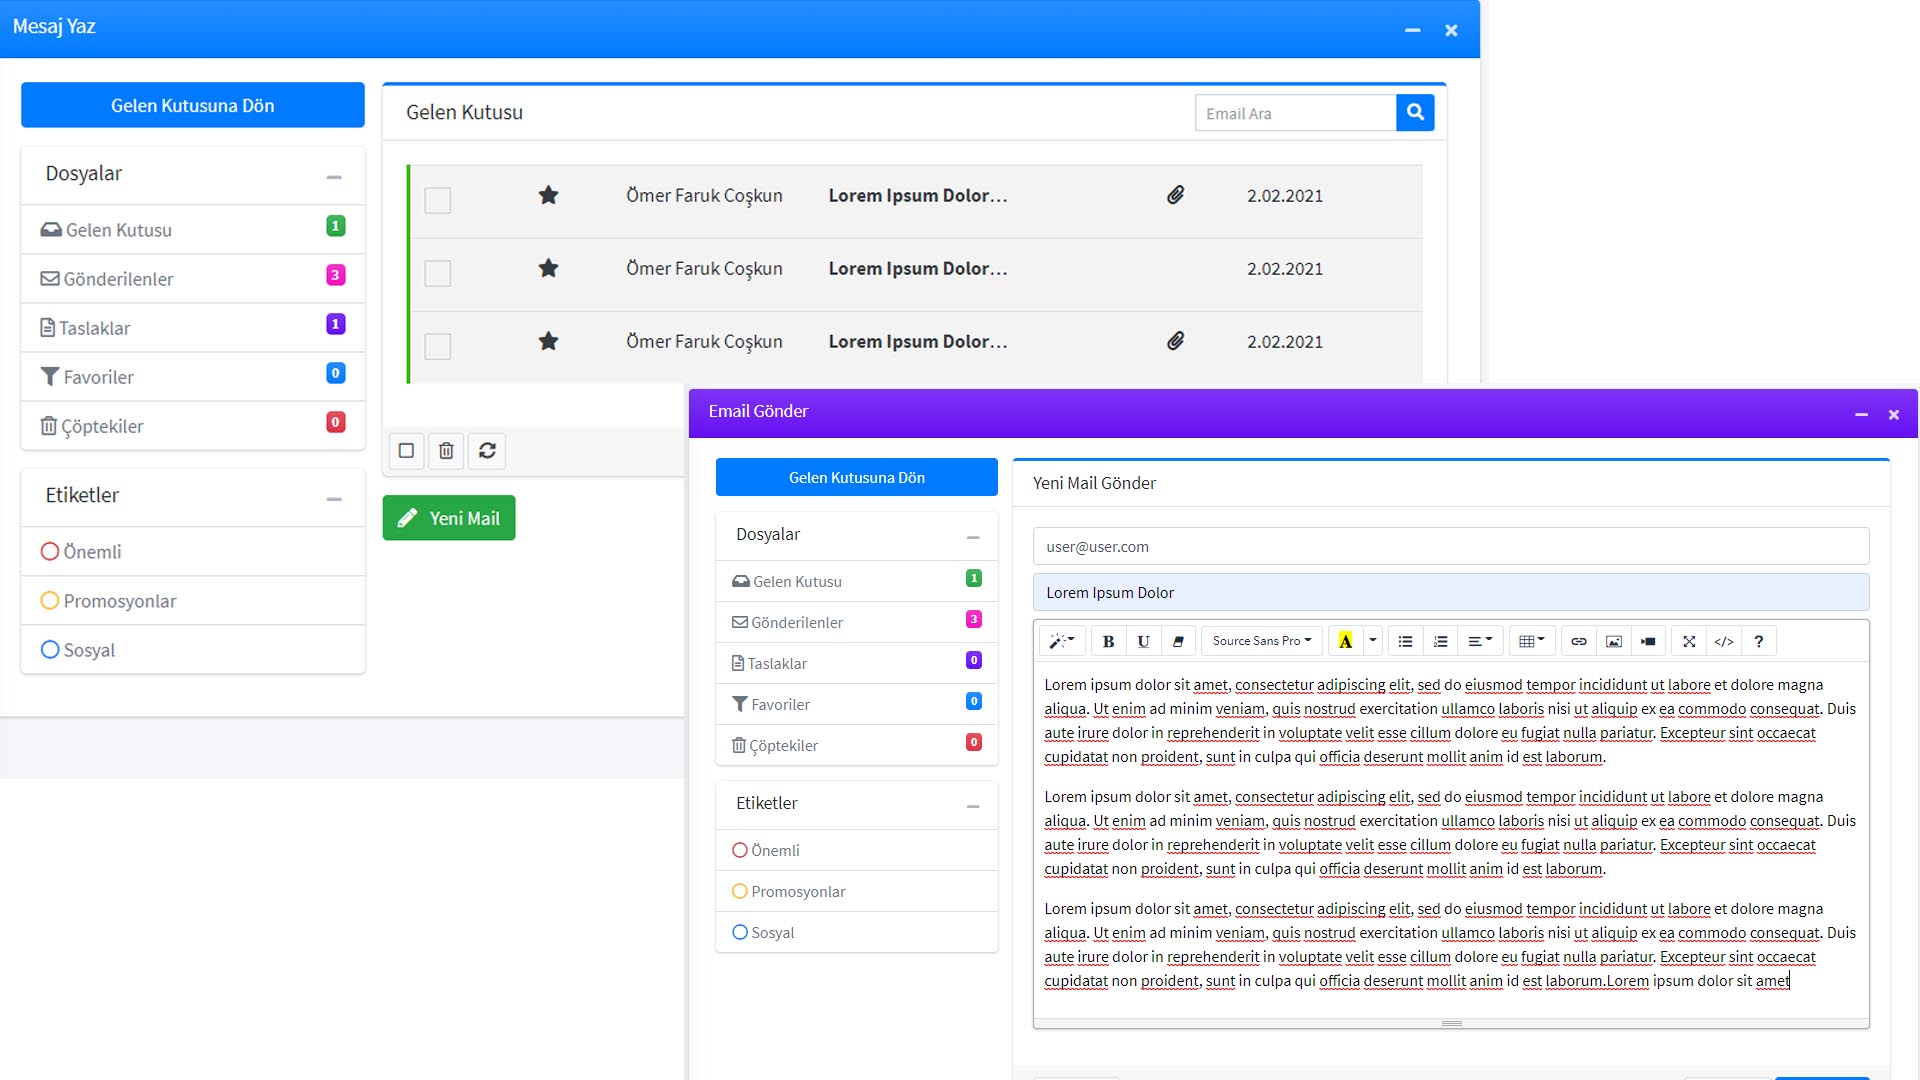 Mesaj Yaz
Gelen Kutusuna Dön
Dosyalar
Gelen Kutusu 1
Gönderilenler 3
Taslaklar 1
Favoriler 0
Çöptekiler 0
Etiketler
Önemli
Promosyonlar
Sosyal
Gelen Kutusu
Email Ara
Ömer Faruk Coşkun Lorem Ipsum Dolor... 2.02.2021
Ömer Faruk Coşkun Lorem Ipsum Dolor... 2.02.2021
Ömer Faruk Coşkun Lorem Ipsum Dolor... 2.02.2021
Yeni Mail
Email Gönder
Gelen Kutusuna Dön
Dosyalar
Gelen Kutusu 1
Gönderilenler 3
Taslaklar 0
Favoriler 0
Çöptekiler 0
Etiketler
Önemli
Promosyonlar
Sosyal
Yeni Mail Gönder
user@user.com
Lorem Ipsum Dolor
B U Source Sans Pro A </> ?
Lorem ipsum dolor sit amet, consectetur adipiscing elit, sed do eiusmod tempor incididunt ut labore et dolore magna
aliqua. Ut enim ad minim veniam, quis nostrud exercitation ullamco laboris nisi ut aliquip ex ea commodo consequat. Duis
aute irure dolor in reprehenderit in voluptate velit esse cillum dolore eu fugiat nulla pariatur. Excepteur sint occaecat
cupidatat non proident, sunt in culpa qui officia deserunt mollit anim id est laborum.
Lorem ipsum dolor sit amet, consectetur adipiscing elit, sed do eiusmod tempor incididunt ut labore et dolore magna
aliqua. Ut enim ad minim veniam, quis nostrud exercitation ullamco laboris nisi ut aliquip ex ea commodo consequat. Duis
aute irure dolor in reprehenderit in voluptate velit esse cillum dolore eu fugiat nulla pariatur. Excepteur sint occaecat
cupidatat non proident, sunt in culpa qui officia deserunt mollit anim id est laborum.
Lorem ipsum dolor sit amet, consectetur adipiscing elit, sed do eiusmod tempor incididunt ut labore et dolore magna
aliqua. Ut enim ad minim veniam, quis nostrud exercitation ullamco laboris nisi ut aliquip ex ea commodo consequat. Duis
aute irure dolor in reprehenderit in voluptate velit esse cillum dolore eu fugiat nulla pariatur. Excepteur sint occaecat
cupidatat non proident, sunt in culpa qui officia deserunt mollit anim id est laborum.Lorem ipsum dolor sit amet